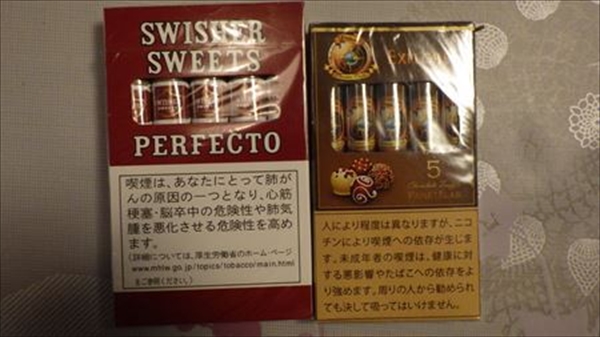 SWISHER
SWEETS
PERFECTO
喫煙は、あなたにとって肺が
んの原因の一つとなり、心筋
梗塞・脳卒中の危険性や肺気
腫を悪化させる危険性を高め
ます。
(詳細については、厚生労働省のホーム・ページ
www.mhlw.go.jp/topics/tobacco/main.html
をご参照ください。)
5
Chocolate Truffle
人により程度は異なりますが、ニコ
チンにより喫煙への依存が生じま
す。未成年者の喫煙は、健康に対
する悪影響やたばこへの依存をよ
り強めます。周りの人から勧められ
ても決して吸ってはいけません。